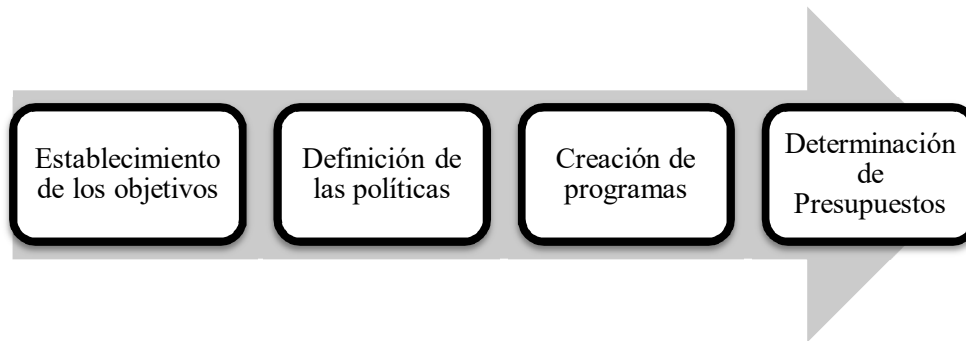 Establecimiento
de los objetivos
Definición de
las políticas
Creación de
programas
Determinación
de
Presupuestos